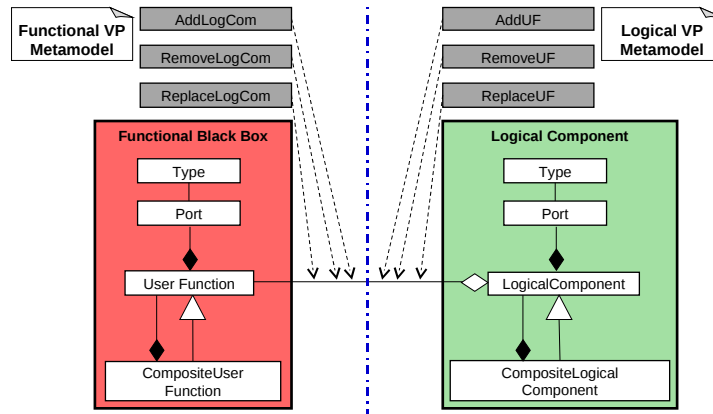 Functional VP
Metamodel
AddLogCom
RemoveLogCom
ReplaceLogCom
AddUF
RemoveUF
ReplaceUF
Logical VP
Metamodel
Functional Black Box
Type
Port
User Function
CompositeUser
Function
Logical Component
Type
Port
LogicalComponent
CompositeLogical
Component